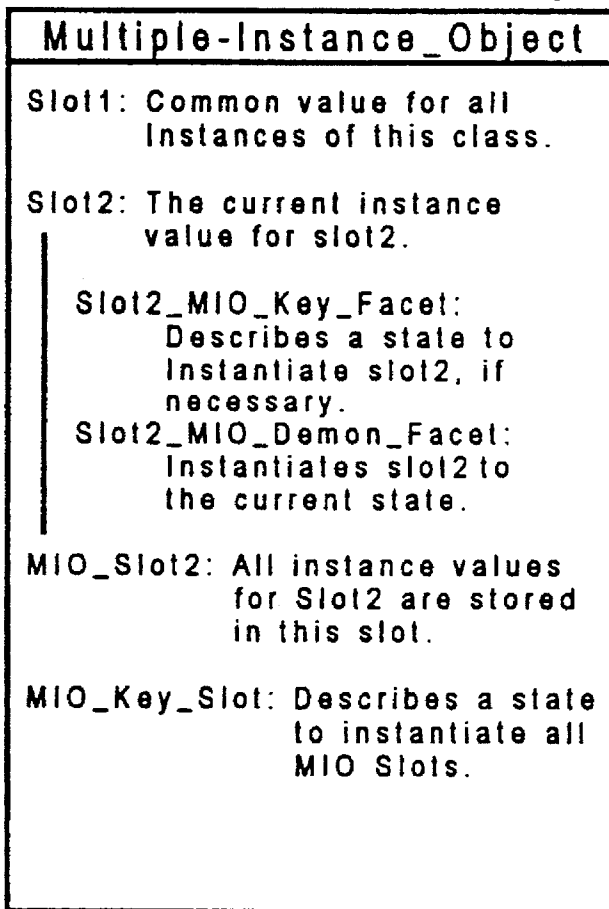 Multiple-Instance_Object
Slot1: Common value for all
Instances of this class.
Slot2: The current instance
value for slot2.
Slot2_MIO_Key_Facet:
Describes a state to
Instantiate slot2, if
necessary.
Slot2_MIO_Demon_Facet:
Instantiates slot2 to
the current state.
MIO_Slot2: All instance values
for Slot2 are stored
in this slot.
MIO_Key_Slot: Describes a state
to instantiate all
MIO Slots.